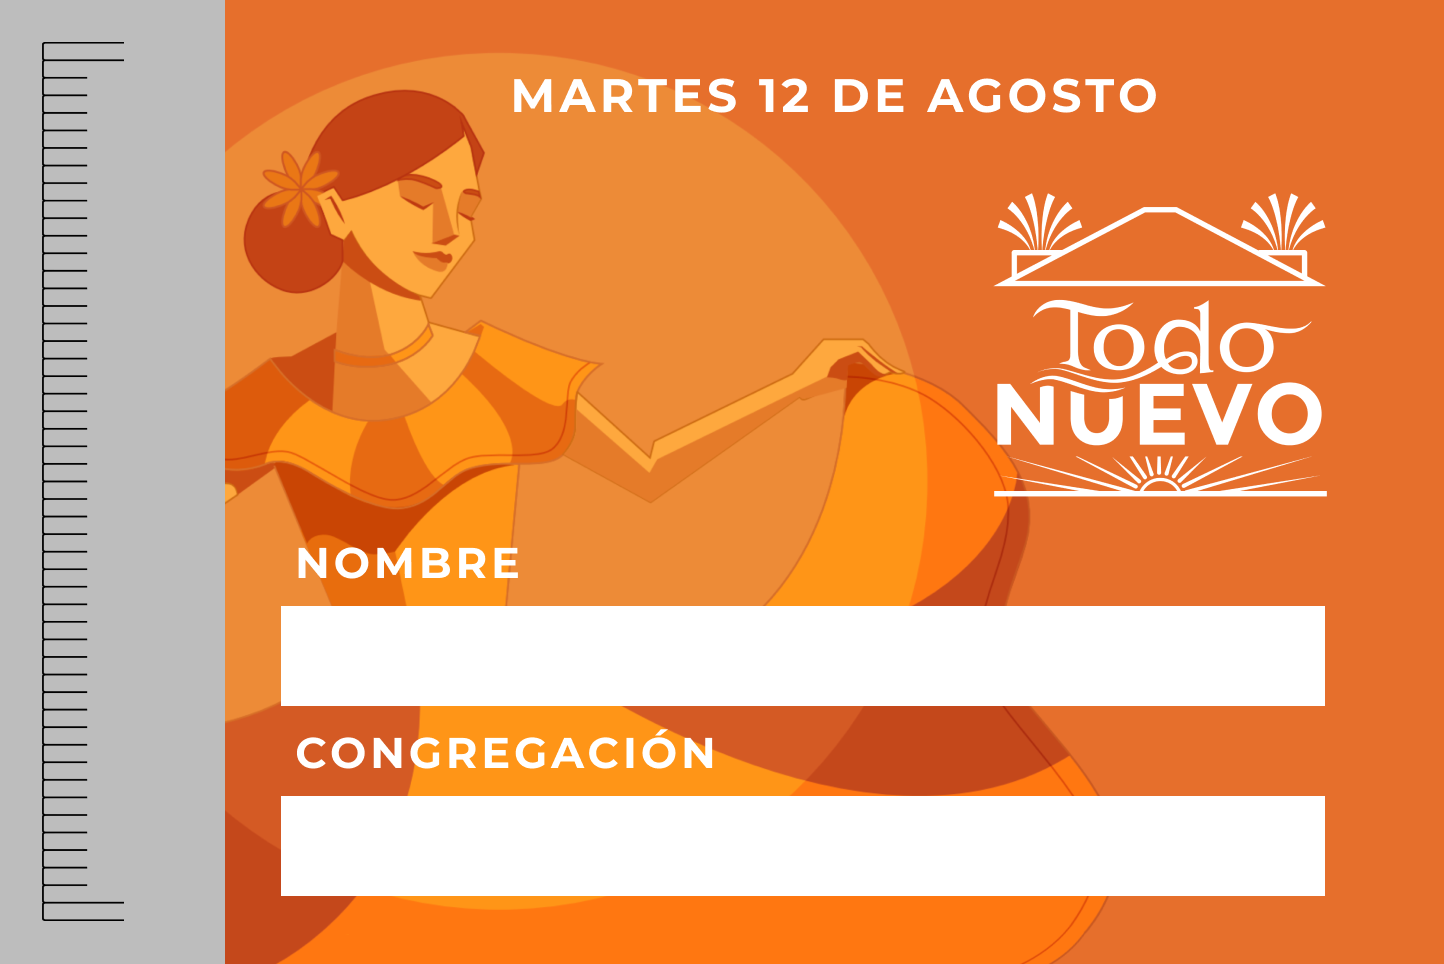 MARTES 12 DE AGOSTO
Todo
NUEVO
NOMBRE
CONGREGACIÓN